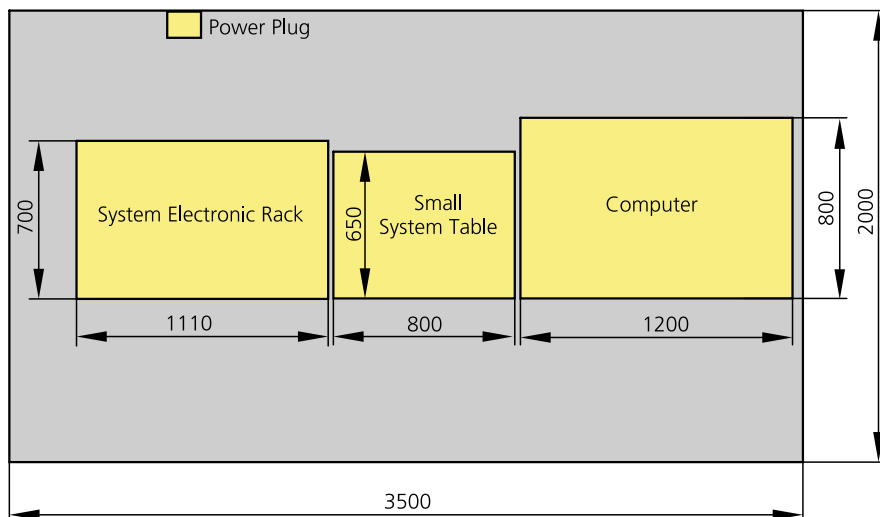 Power Plug
700
System Electronic Rack
650
Small
System Table
Computer
800
2000
1110
800
1200
3500